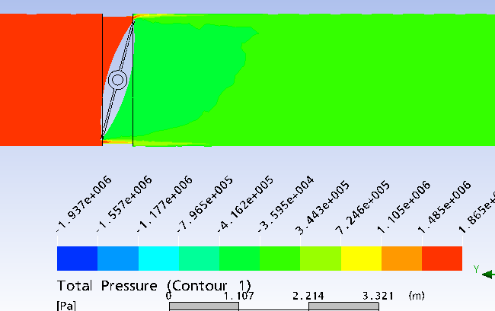 -1.937e+006 -1.557e+006 -1.177e+006 -7.965e+005 -4.162e+005 -3.595e+004 3.443e+005 7.246e+005 1.105e+006 1.485e+006 1.865e+
Total Pressure (Contour 1)
[Pa]
0 1.107 2.214 3.321 (m)
Y